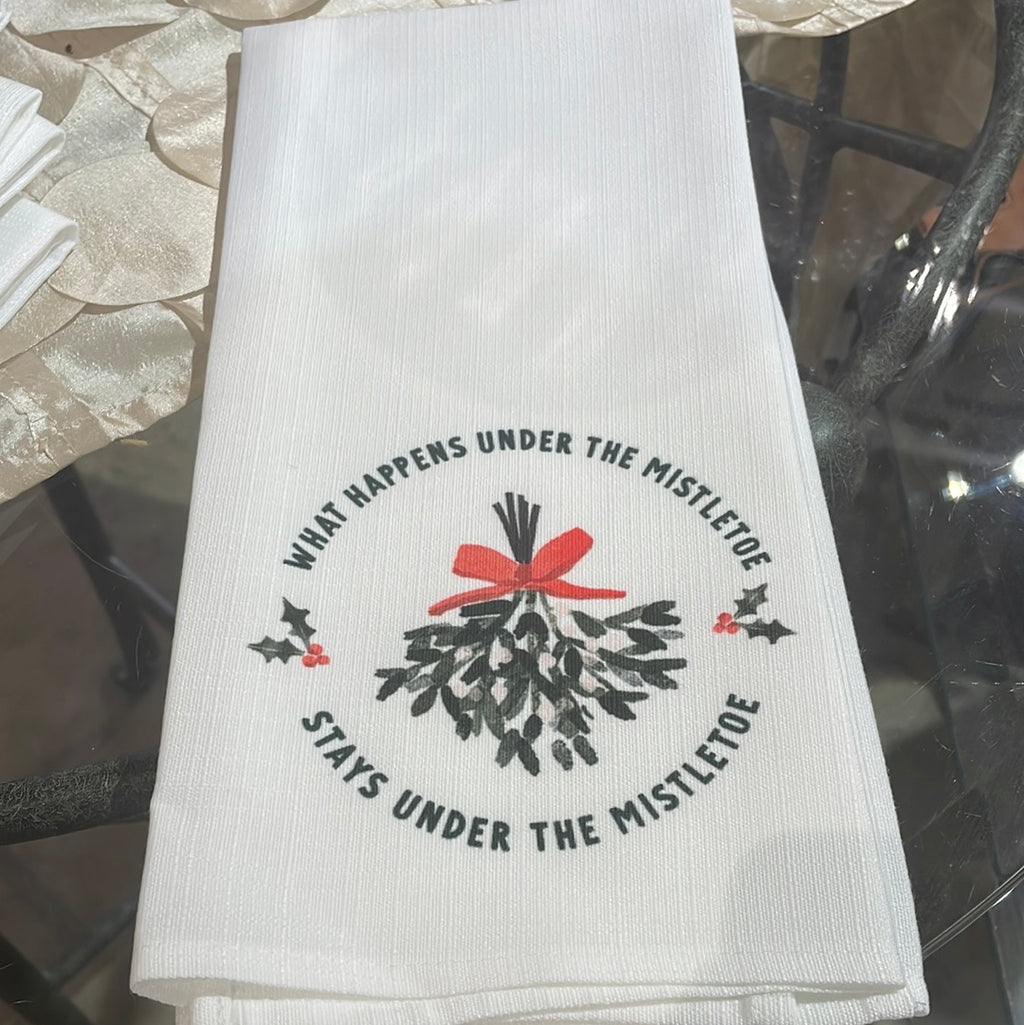 WHAT HAPPENS UNDER THE MISTLETOE
STAYS UNDER THE MISTLETOE